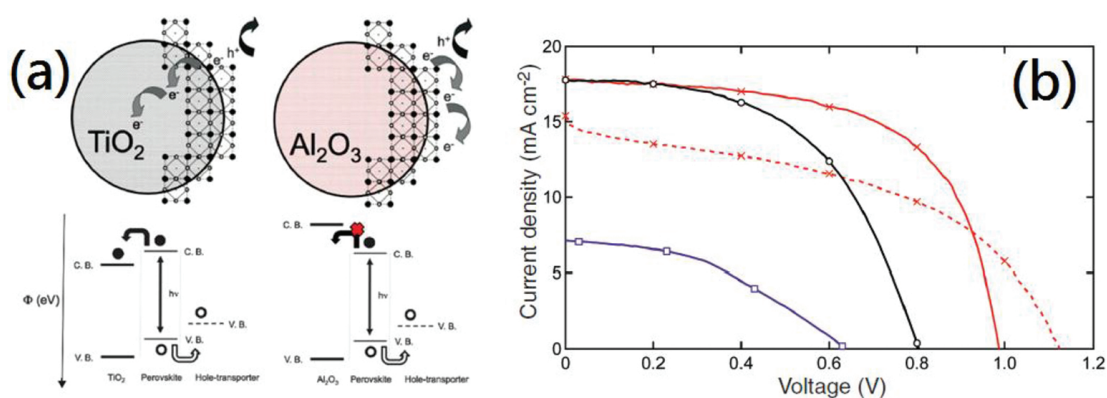 (a)
TiO2
e-
e-
e-
h+
Al2O3
e-
e-
h+
Φ (eV)
C. B.
V. B.
C. B.
hν
V. B.
V. B.
TiO2 Perovskite Hole-transporter
C. B.
hν
V. B.
V. B.
V. B.
Al2O3 Perovskite Hole-transporter
(b)
Current density (mA cm-2)
20
15
10
5
0
0 0.2 0.4 0.6 0.8 1.0 1.2
Voltage (V)